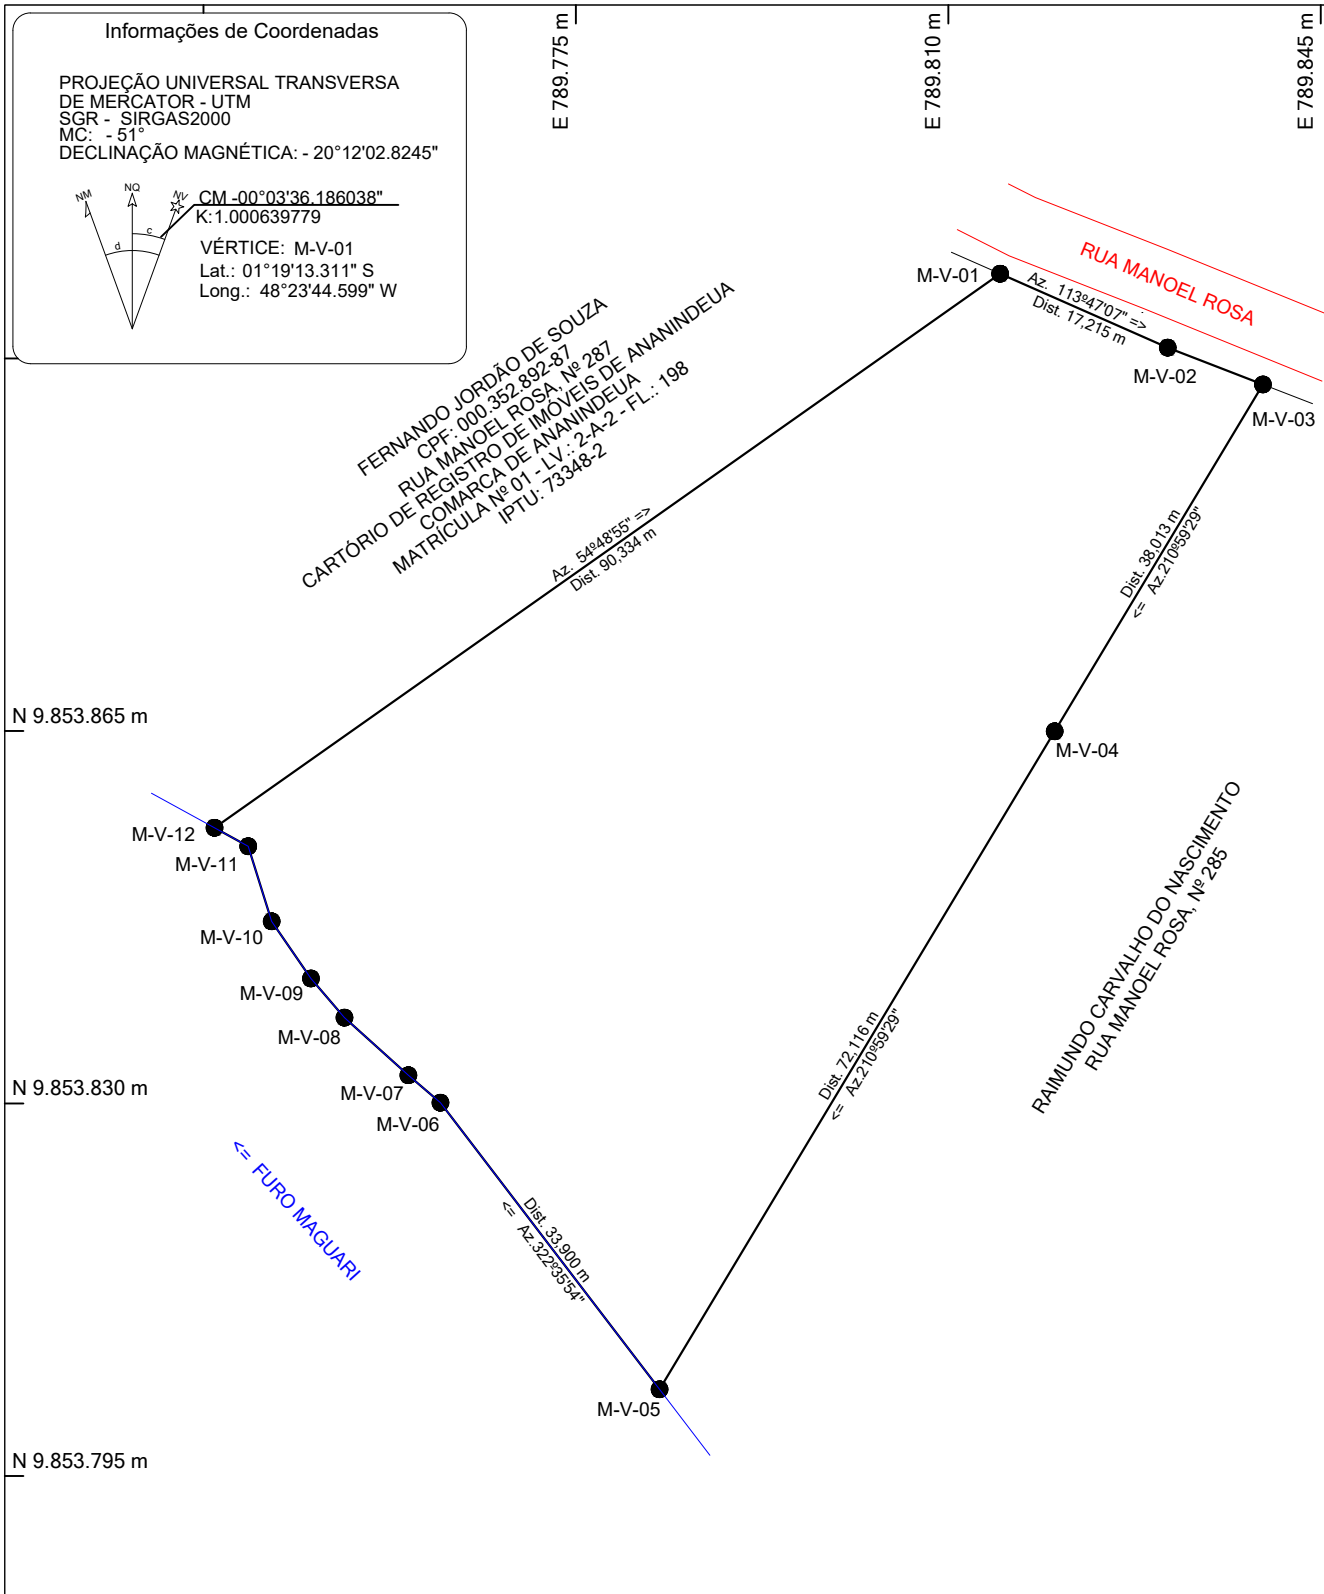 Informações de Coordenadas
PROJEÇÃO UNIVERSAL TRANSVERSA
DE MERCATOR - UTM
SGR - SIRGAS2000
MC: - 51°
DECLINAÇÃO MAGNÉTICA: - 20°12'02.8245"
NM
NQ
NV
d
c
CM -00°03'36.186038"
K:1.000639779
VÉRTICE: M-V-01
Lat.: 01°19'13.311" S
Long.: 48°23'44.599" W
E 789.775 m
E 789.810 m
E 789.845 m
RUA MANOEL ROSA
M-V-01
Az. 113º47'07" =>
Dist. 17,215 m
M-V-02
M-V-03
FERNANDO JORDÃO DE SOUZA
CPF: 000.352.892-87
RUA MANOEL ROSA, Nº 287
CARTÓRIO DE REGISTRO DE IMÓVEIS DE ANANINDEUA
COMARCA DE ANANINDEUA
MATRÍCULA Nº 01 - LV.: 2-A-2 - FL.: 198
IPTU: 73348-2
Az. 54º48'55" =>
Dist. 90,334 m
Dist. 38,013 m
<= Az.210º59'29"
N 9.853.865 m
M-V-04
M-V-12
M-V-11
M-V-10
M-V-09
M-V-08
M-V-07
M-V-06
RAIMUNDO CARVALHO DO NASCIMENTO
RUA MANOEL ROSA, Nº 285
Dist. 72,116 m
<= Az.210º59'29"
N 9.853.830 m
<= FURO MAGUARI
Dist. 33,900 m
<= Az.322º35'54"
M-V-05
N 9.853.795 m